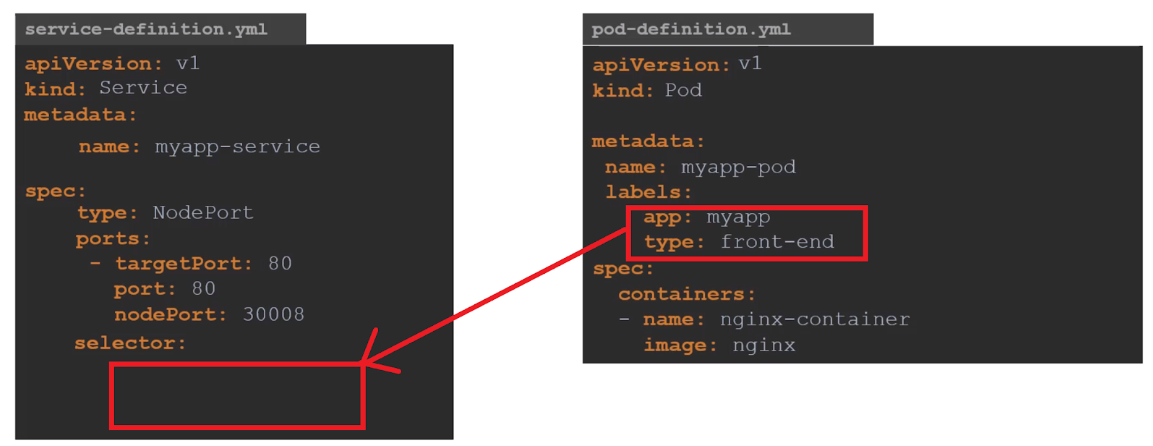 service-definition.yml
apiVersion: v1
kind: Service
metadata:
name: myapp-service
spec:
type: NodePort
ports:
- targetPort: 80
port: 80
nodePort: 30008
selector:
pod-definition.yml
apiVersion: v1
kind: Pod
metadata:
name: myapp-pod
labels:
app: myapp
type: front-end
spec:
containers:
- name: nginx-container
image: nginx